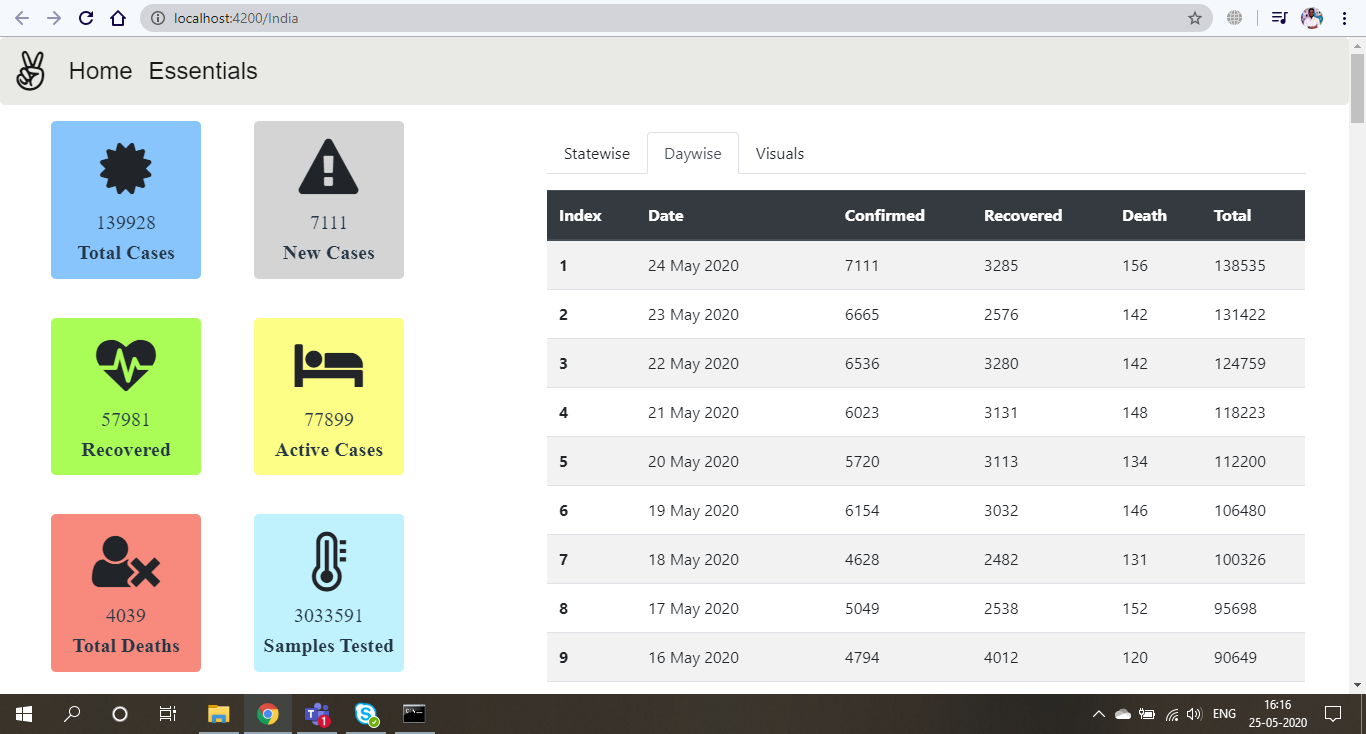 localhost:4200/India
Home Essentials
139928
Total Cases
7111
New Cases
57981
Recovered
77899
Active Cases
4039
Total Deaths
3033591
Samples Tested
Statewise Daywise Visuals
Index Date Confirmed Recovered Death Total
1 24 May 2020 7111 3285 156 138535
2 23 May 2020 6665 2576 142 131422
3 22 May 2020 6536 3280 142 124759
4 21 May 2020 6023 3131 148 118223
5 20 May 2020 5720 3113 134 112200
6 19 May 2020 6154 3032 146 106480
7 18 May 2020 4628 2482 131 100326
8 17 May 2020 5049 2538 152 95698
9 16 May 2020 4794 4012 120 90649
1
ENG
16:16
25-05-2020